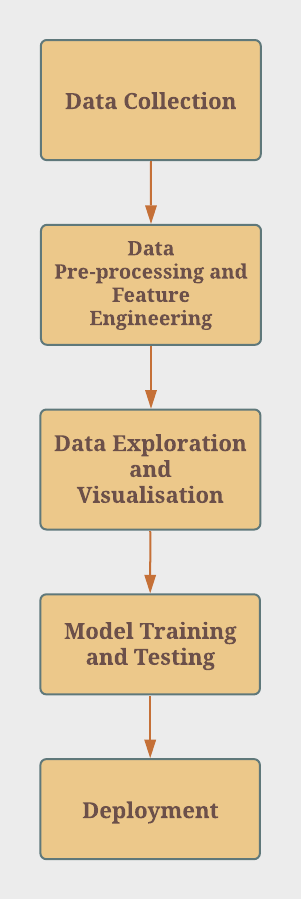 Data Collection
Data
Pre-processing and
Feature
Engineering
Data Exploration
and
Visualisation
Model Training
and Testing
Deployment